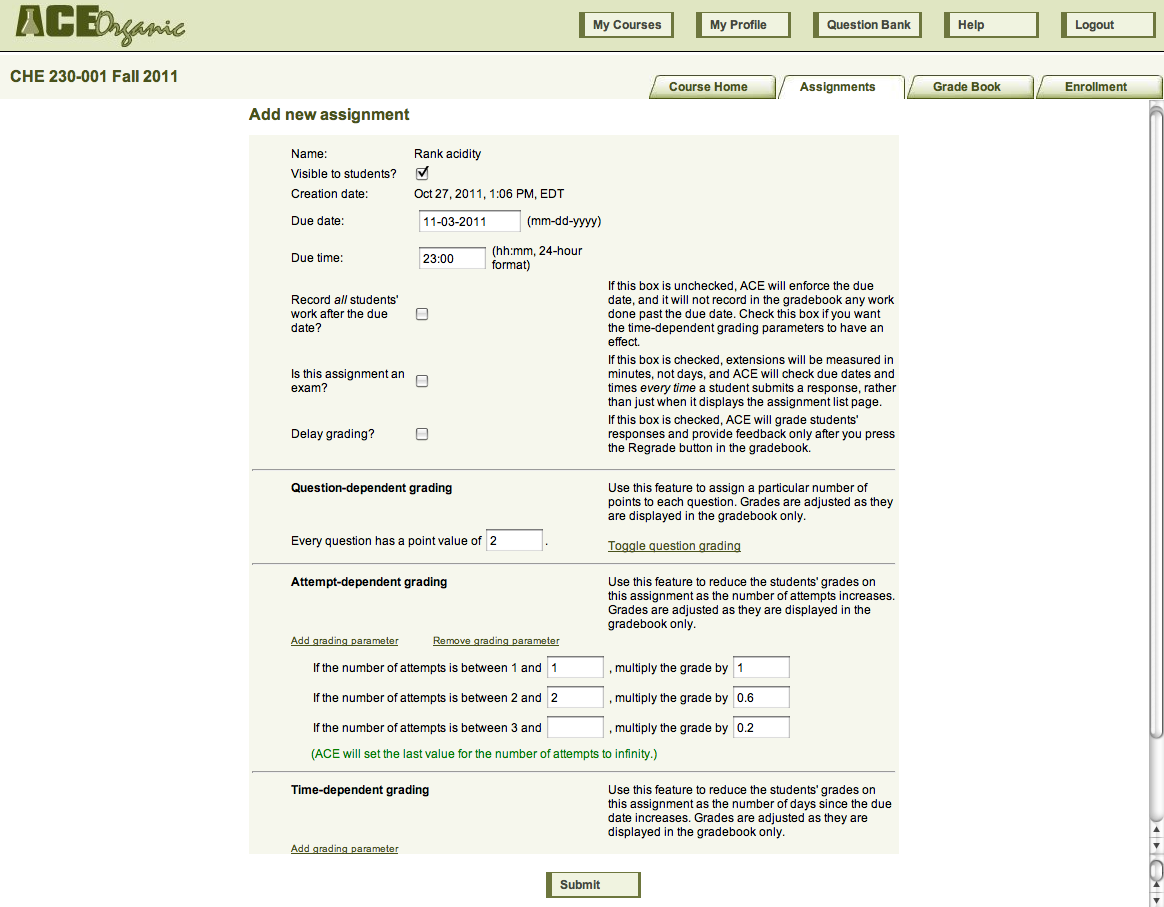 ACE Organic
My Courses
My Profile
Question Bank
Help
Logout
CHE 230-001 Fall 2011
Course Home
Assignments
Grade Book
Enrollment
Add new assignment
Name: Rank acidity
Visible to students?
Creation date: Oct 27, 2011, 1:06 PM, EDT
Due date: 11-03-2011 (mm-dd-yyyy)
Due time: 23:00 (hh:mm, 24-hour
format)
Record all students'
work after the due
date?
If this box is unchecked, ACE will enforce the due
date, and it will not record in the gradebook any work
done past the due date. Check this box if you want
the time-dependent grading parameters to have an
effect.
Is this assignment an
exam?
If this box is checked, extensions will be measured in
minutes, not days, and ACE will check due dates and
times every time a student submits a response, rather
than just when it displays the assignment list page.
Delay grading?
If this box is checked, ACE will grade students'
responses and provide feedback only after you press
the Regrade button in the gradebook.
Question-dependent grading
Use this feature to assign a particular number of
points to each question. Grades are adjusted as they
are displayed in the gradebook only.
Every question has a point value of 2 .
Toggle question grading
Attempt-dependent grading
Use this feature to reduce the students' grades on
this assignment as the number of attempts increases.
Grades are adjusted as they are displayed in the
gradebook only.
Add grading parameter
Remove grading parameter
If the number of attempts is between 1 and 1 , multiply the grade by 1
If the number of attempts is between 2 and 2 , multiply the grade by 0.6
If the number of attempts is between 3 and , multiply the grade by 0.2
(ACE will set the last value for the number of attempts to infinity.)
Time-dependent grading
Use this feature to reduce the students' grades on
this assignment as the number of days since the due
date increases. Grades are adjusted as they are
displayed in the gradebook only.
Add grading parameter
Submit